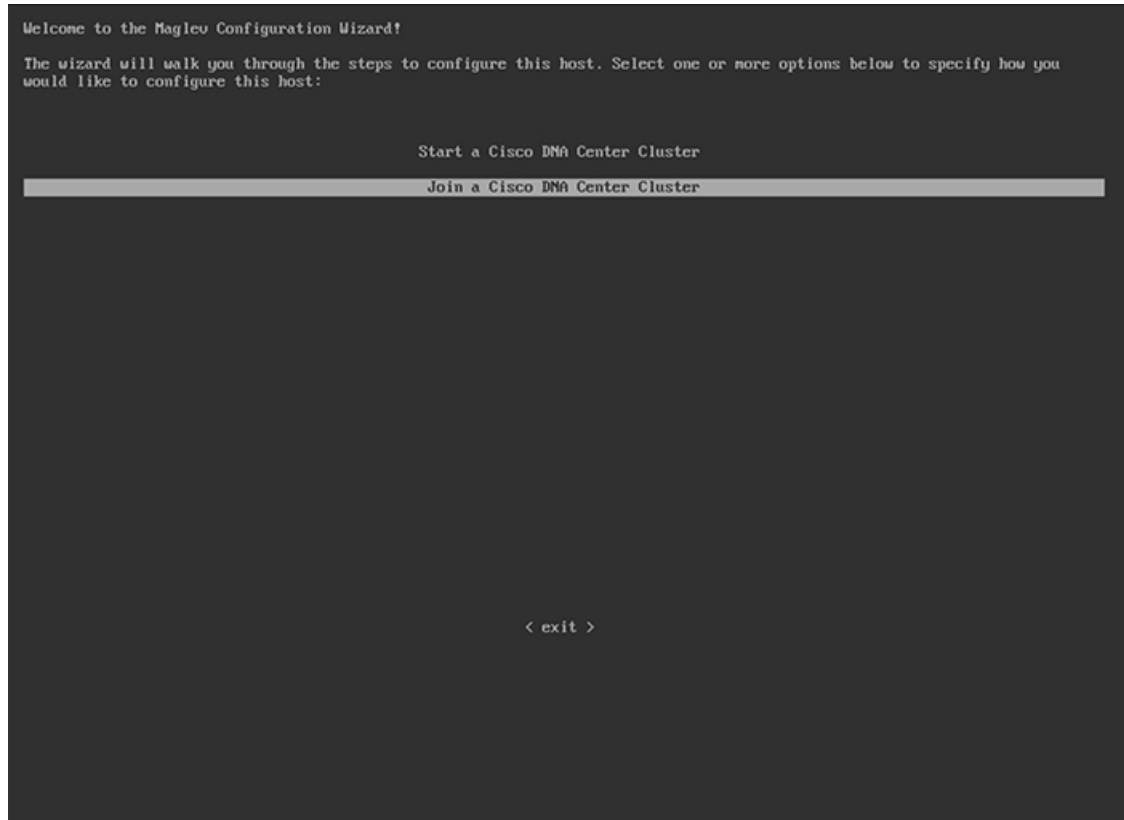 Welcome to the Maglev Configuration Wizard!
The wizard will walk you through the steps to configure this host. Select one or more options below to specify how you
would like to configure this host:
Start a Cisco DNA Center Cluster
Join a Cisco DNA Center Cluster
< exit >